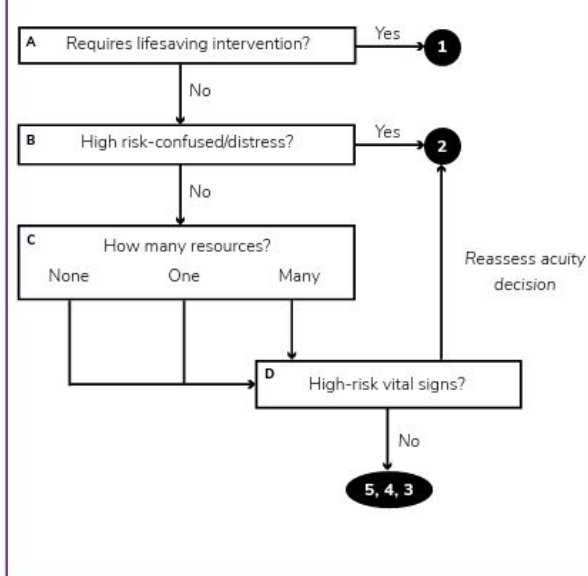 A Requires lifesaving intervention? Yes 1
No
B High risk-confused/distress? Yes 2
No
C How many resources?
None One Many
Reassess acuity
decision
D High-risk vital signs?
No
5, 4, 3